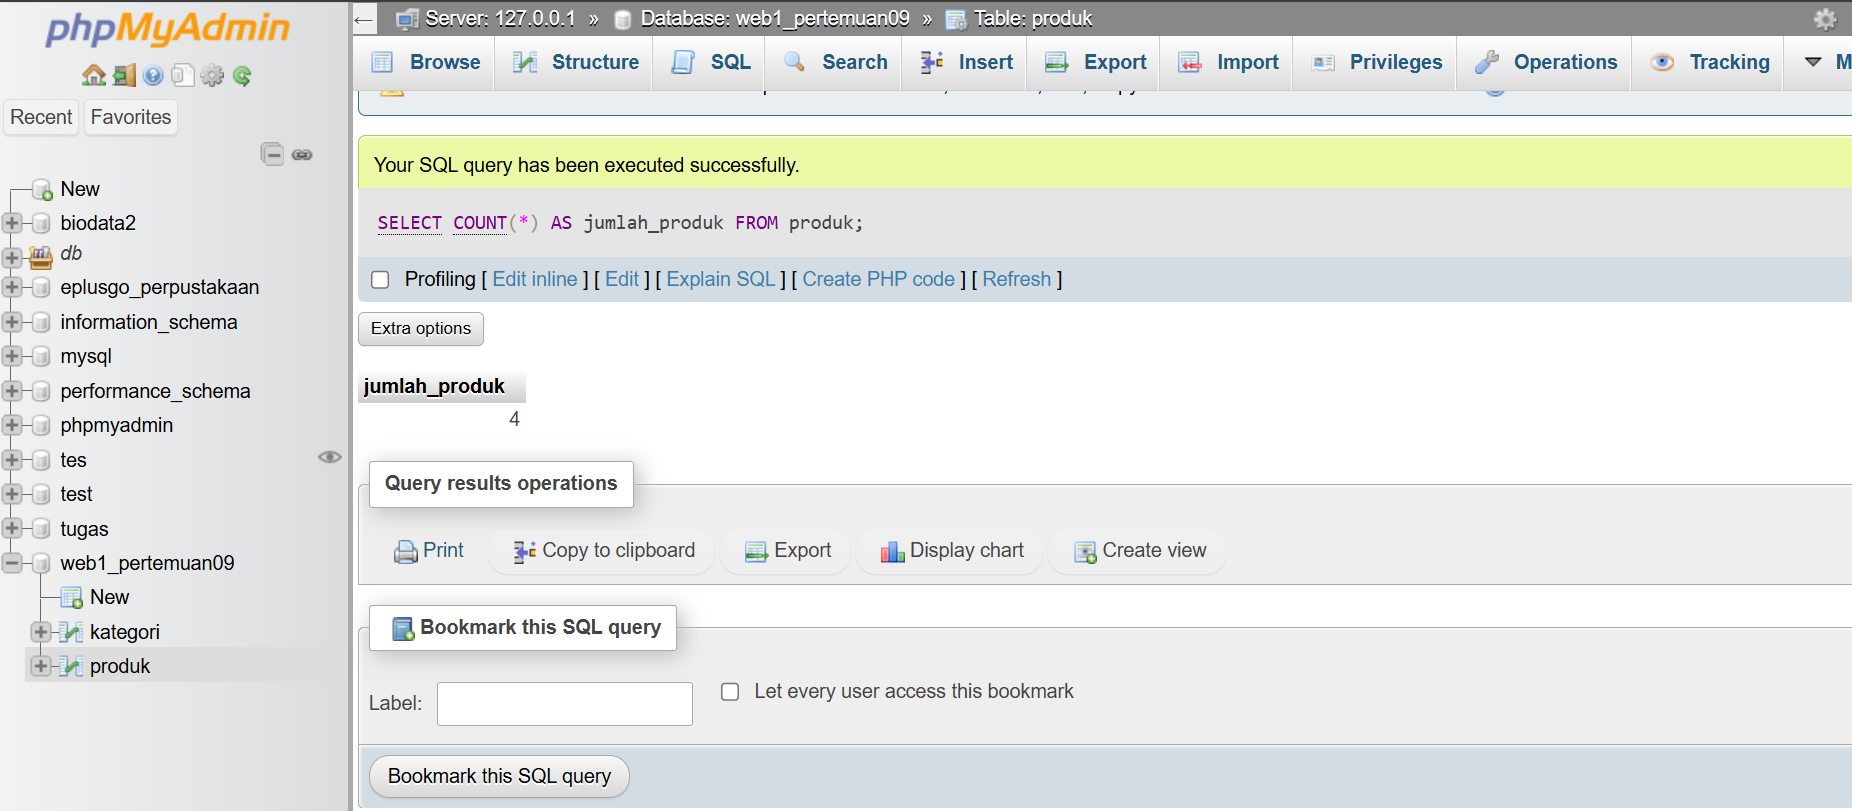 phpMyAdmin
Recent Favorites
New
biodata2
db
eplusgo_perpustakaan
information_schema
mysql
performance_schema
phpmyadmin
tes
test
tugas
web1_pertemuan09
New
kategori
produk
Server: 127.0.0.1 » Database: web1_pertemuan09 » Table: produk
Browse Structure SQL Search Insert Export Import Privileges Operations Tracking M
Your SQL query has been executed successfully.
SELECT COUNT(*) AS jumlah_produk FROM produk;
Profiling [ Edit inline ] [ Edit ] [ Explain SQL ] [ Create PHP code ] [ Refresh ]
Extra options
jumlah_produk
4
Query results operations
Print Copy to clipboard Export Display chart Create view
Bookmark this SQL query
Label: Let every user access this bookmark
Bookmark this SQL query